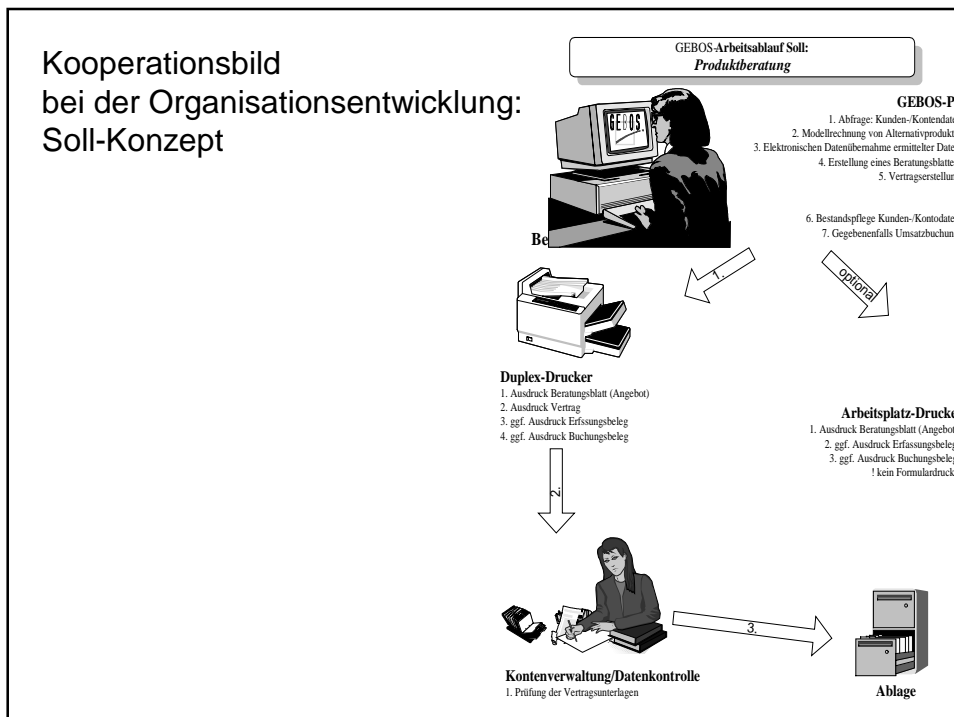 Kooperationsbild
bei der Organisationsentwicklung:
Soll-Konzept
GEBOS-Arbeitsablauf Soll:
Produktberatung
GEBOS
GEBOS-P
1. Abfrage: Kunden-/Kontendate
2. Modellrechnung von Alternativprodukt
3. Elektronischen Datenübernahme ermittelter Date
4. Erstellung eines Beratungsblatte
5. Vertragserstellun
6. Bestandspflege Kunden-/Kontodate
7. Gegebenenfalls Umsatzbuchun
Be
1.
optional
Duplex-Drucker
1. Ausdruck Beratungsblatt (Angebot)
2. Ausdruck Vertrag
3. ggf. Ausdruck Erfssungsbeleg
4. ggf. Ausdruck Buchungsbeleg
Arbeitsplatz-Drucke
1. Ausdruck Beratungsblatt (Angebot
2. ggf. Ausdruck Erfassungsbeleg
3. ggf. Ausdruck Buchungsbeleg
! kein Formulardruck
2.
3.
Kontenverwaltung/Datenkontrolle
1. Prüfung der Vertragsunterlagen
Ablage